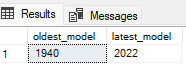 Results Messages
oldest_model latest_model
1 1940 2022